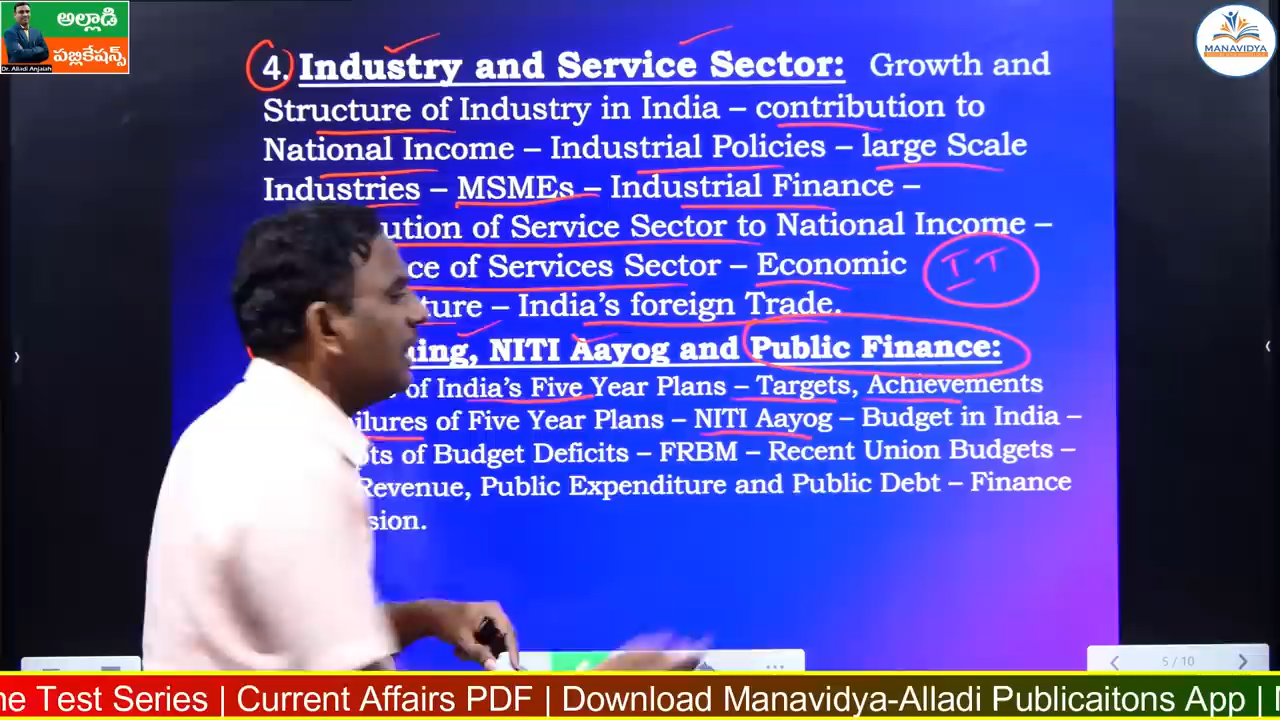 అల్లాడి
పబ్లికేషన్స్
Dr. Alladi Anjaiah
MANAVIDYA
4. Industry and Service Sector: Growth and
Structure of Industry in India – contribution to
National Income – Industrial Policies – large Scale
Industries – MSMEs – Industrial Finance –
ution of Service Sector to National Income –
ce of Services Sector – Economic
IT
ture – India's foreign Trade.
ing, NITI Aayog and Public Finance:
of India's Five Year Plans – Targets, Achievements
ilures of Five Year Plans – NITI Aayog – Budget in India –
pts of Budget Deficits – FRBM – Recent Union Budgets –
Revenue, Public Expenditure and Public Debt – Finance
sion.
5 / 10
ne Test Series | Current Affairs PDF | Download Manavidya-Alladi Publicaitons App |